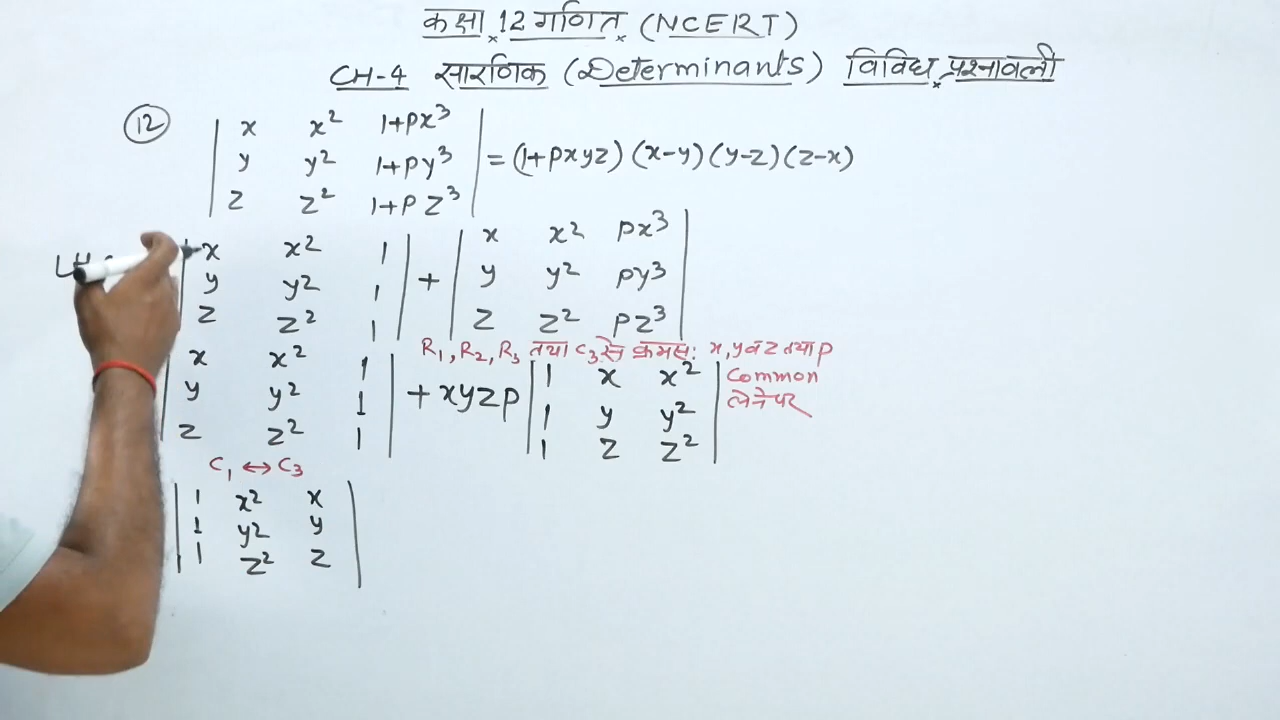 कक्षा 12 गणित (NCERT)
CH-4 सारणिक (Determinants) विविध प्रश्नावली
(12) | x x² 1+px³ |
| y y² 1+py³ | = (1+pxyz)(x-y)(y-z)(z-x)
| z z² 1+pz³ |
| x x² 1 | | x x² px³ |
| y y² 1 | + | y y² py³ |
| z z² 1 | | z z² pz³ |
R₁, R₂, R₃ तथा C₃ से क्रमस: x, y व z तथा p
common
लेने पर
| x x² 1 | | 1 x x² |
| y y² 1 | + xyzp | 1 y y² |
| z z² 1 | | 1 z z² |
C₁ ↔ C₃
| 1 x² x |
| 1 y² y |
| 1 z² z |